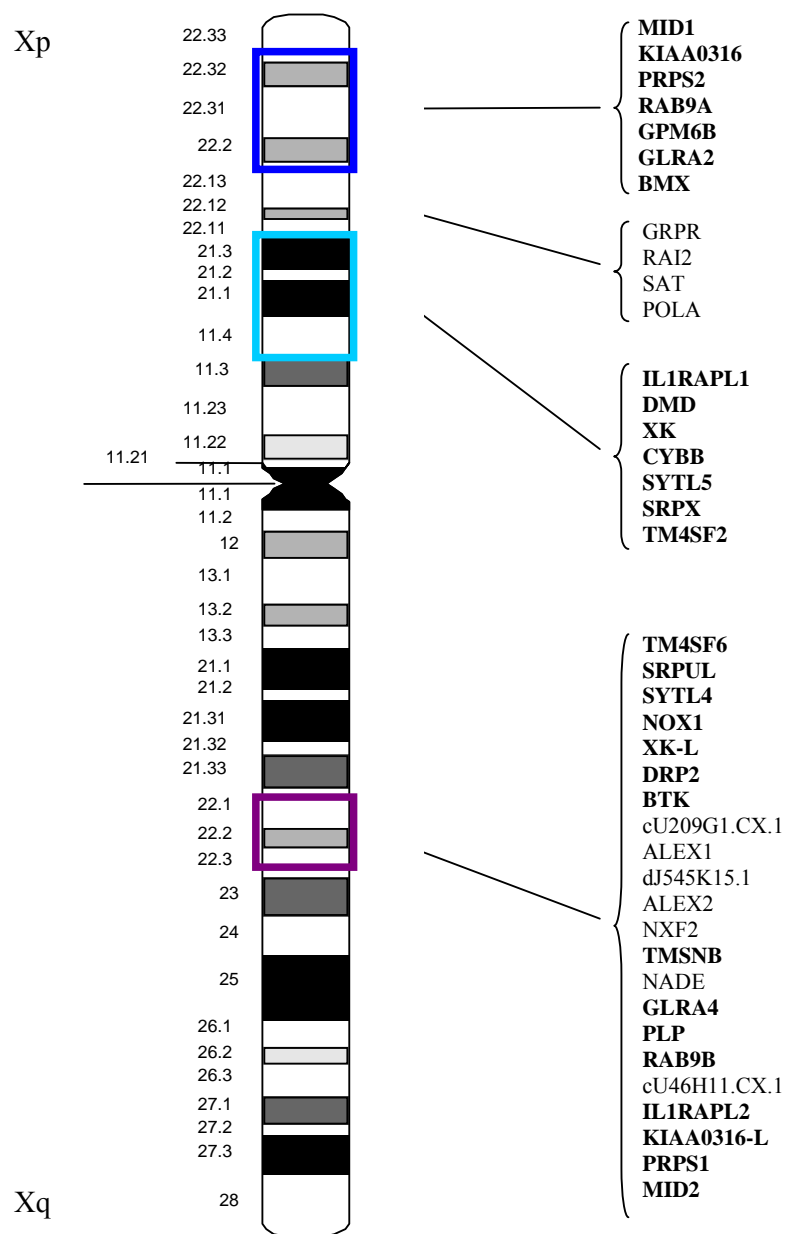 Xp
22.33
22.32
22.31
22.2
22.13
22.12
22.11
21.3
21.2
21.1
11.4
11.3
11.23
11.22
11.21
11.1
11.1
11.2
12
13.1
13.2
13.3
21.1
21.2
21.31
21.32
21.33
22.1
22.2
22.3
23
24
25
26.1
26.2
26.3
27.1
27.2
27.3
28
Xq
MID1
KIAA0316
PRPS2
RAB9A
GPM6B
GLRA2
BMX
GRPR
RAI2
SAT
POLA
IL1RAPL1
DMD
XK
CYBB
SYTL5
SRPX
TM4SF2
TM4SF6
SRPUL
SYTL4
NOX1
XK-L
DRP2
BTK
cU209G1.CX.1
ALEX1
dJ545K15.1
ALEX2
NXF2
TMSNB
NADE
GLRA4
PLP
RAB9B
cU46H11.CX.1
IL1RAPL2
KIAA0316-L
PRPS1
MID2